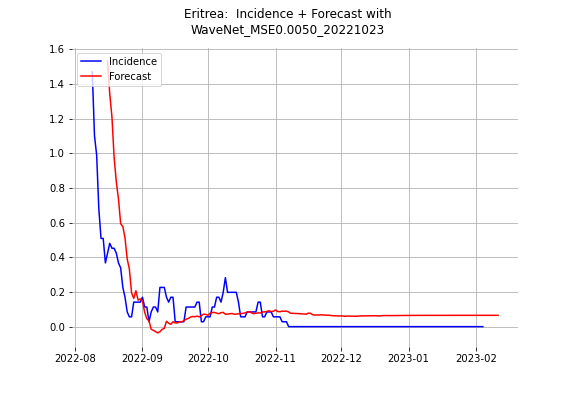 Eritrea:  Incidence + Forecast with
WaveNet_MSE0.0050_20221023
1.6
1.4
1.2
1.0
0.8
0.6
0.4
0.2
0.0
Incidence
Forecast
2022-08 2022-09 2022-10 2022-11 2022-12 2023-01 2023-02